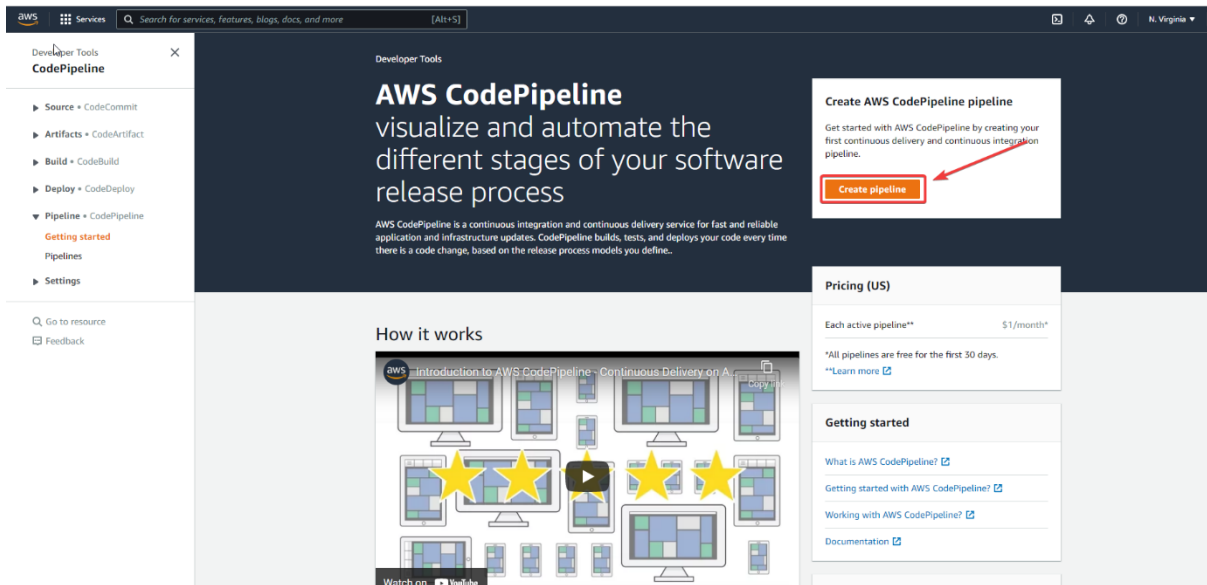 aws
Services
Search for services, features, blogs, docs, and more
[Alt+S]
N. Virginia ▼
Developer Tools
CodePipeline
Source • CodeCommit
Artifacts • CodeArtifact
Build • CodeBuild
Deploy • CodeDeploy
Pipeline • CodePipeline
Getting started
Pipelines
Settings
Go to resource
Feedback
Developer Tools
AWS CodePipeline
visualize and automate the
different stages of your software
release process
AWS CodePipeline is a continuous integration and continuous delivery service for fast and reliable
application and infrastructure updates. CodePipeline builds, tests, and deploys your code every time
there is a code change, based on the release process models you define..
Create AWS CodePipeline pipeline
Get started with AWS CodePipeline by creating your
first continuous delivery and continuous integration
pipeline.
Create pipeline
How it works
aws
Introduction to AWS CodePipeline - Continuous Delivery on A...
Copy link
Watch on YouTube
Pricing (US)
Each active pipeline** $1/month*
*All pipelines are free for the first 30 days.
**Learn more
Getting started
What is AWS CodePipeline?
Getting started with AWS CodePipeline?
Working with AWS CodePipeline?
Documentation